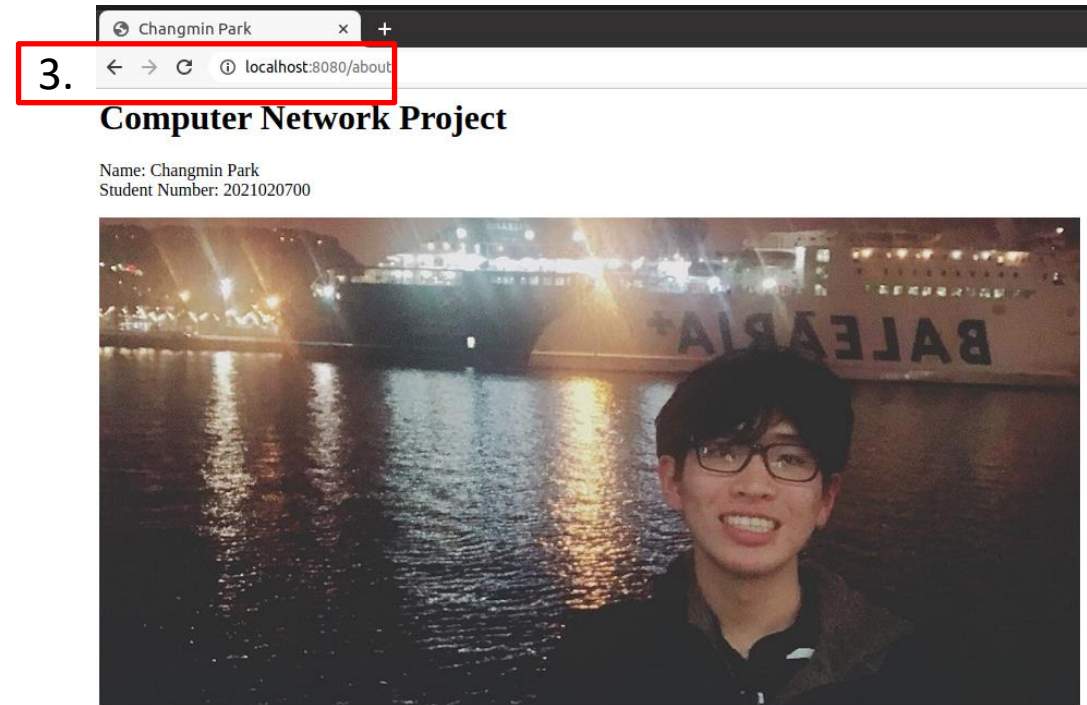 Changmin Park
3.
localhost:8080/about
Computer Network Project
Name: Changmin Park
Student Number: 2021020700
BALEÀRIA+